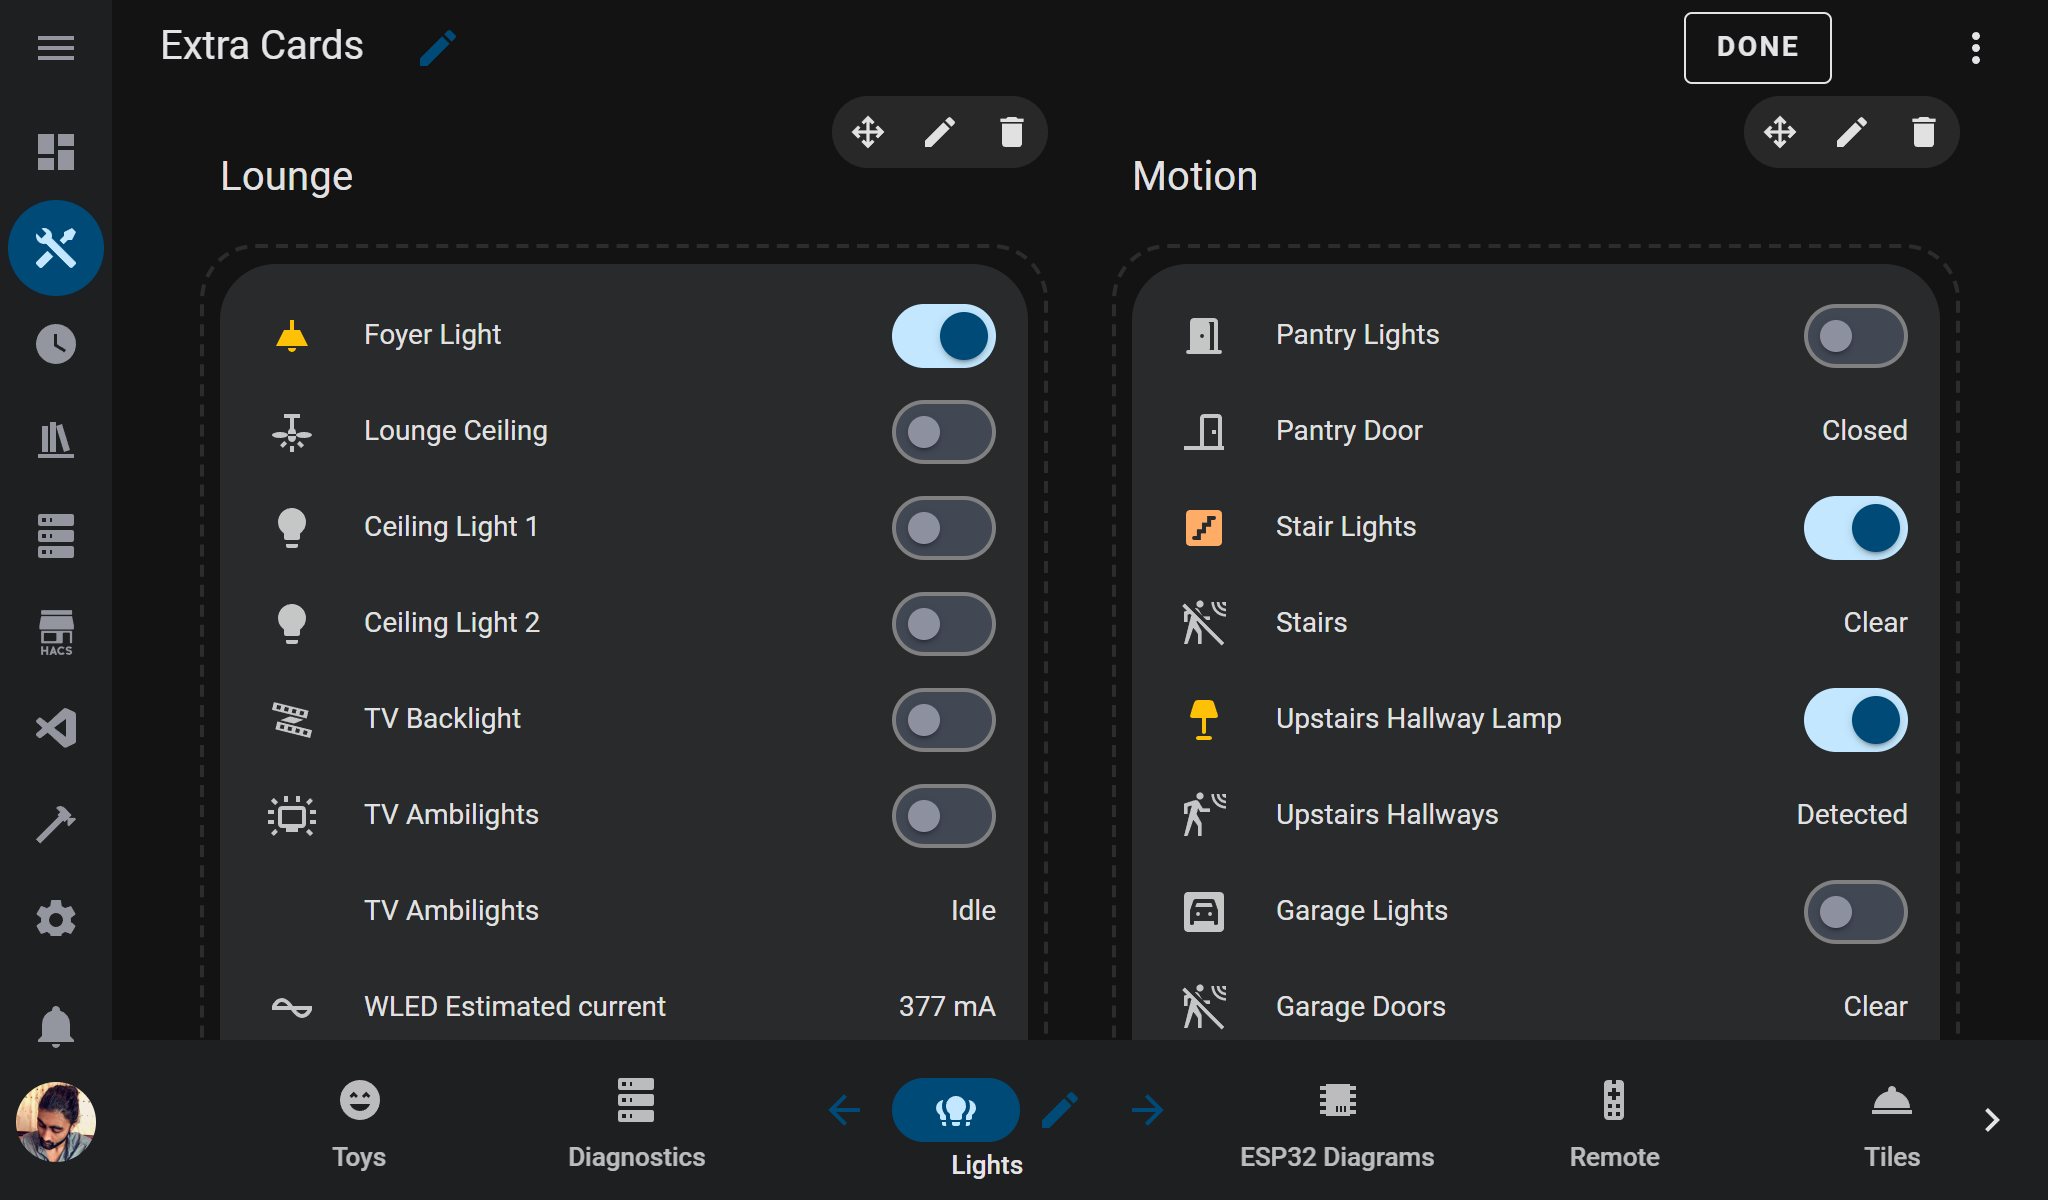 Extra Cards
DONE
Lounge
Foyer Light
Lounge Ceiling
Ceiling Light 1
Ceiling Light 2
TV Backlight
TV Ambilights
TV Ambilights Idle
WLED Estimated current 377 mA
Motion
Pantry Lights
Pantry Door Closed
Stair Lights
Stairs Clear
Upstairs Hallway Lamp
Upstairs Hallways Detected
Garage Lights
Garage Doors Clear
HACS
Toys
Diagnostics
Lights
ESP32 Diagrams
Remote
Tiles